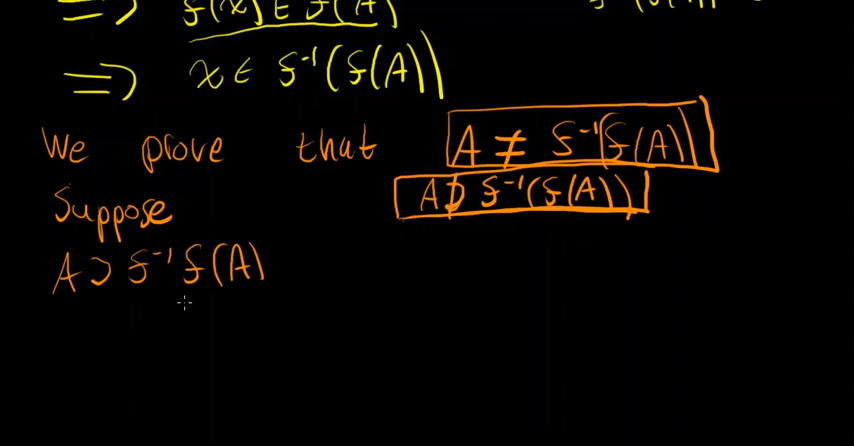 ⟹ f(x) ∈ f(A)
⟹ x ∈ f⁻¹(f(A))
We prove that A ≠ f⁻¹(f(A))
Suppose A ⊅ f⁻¹(f(A))
A ⊃ f⁻¹f(A)